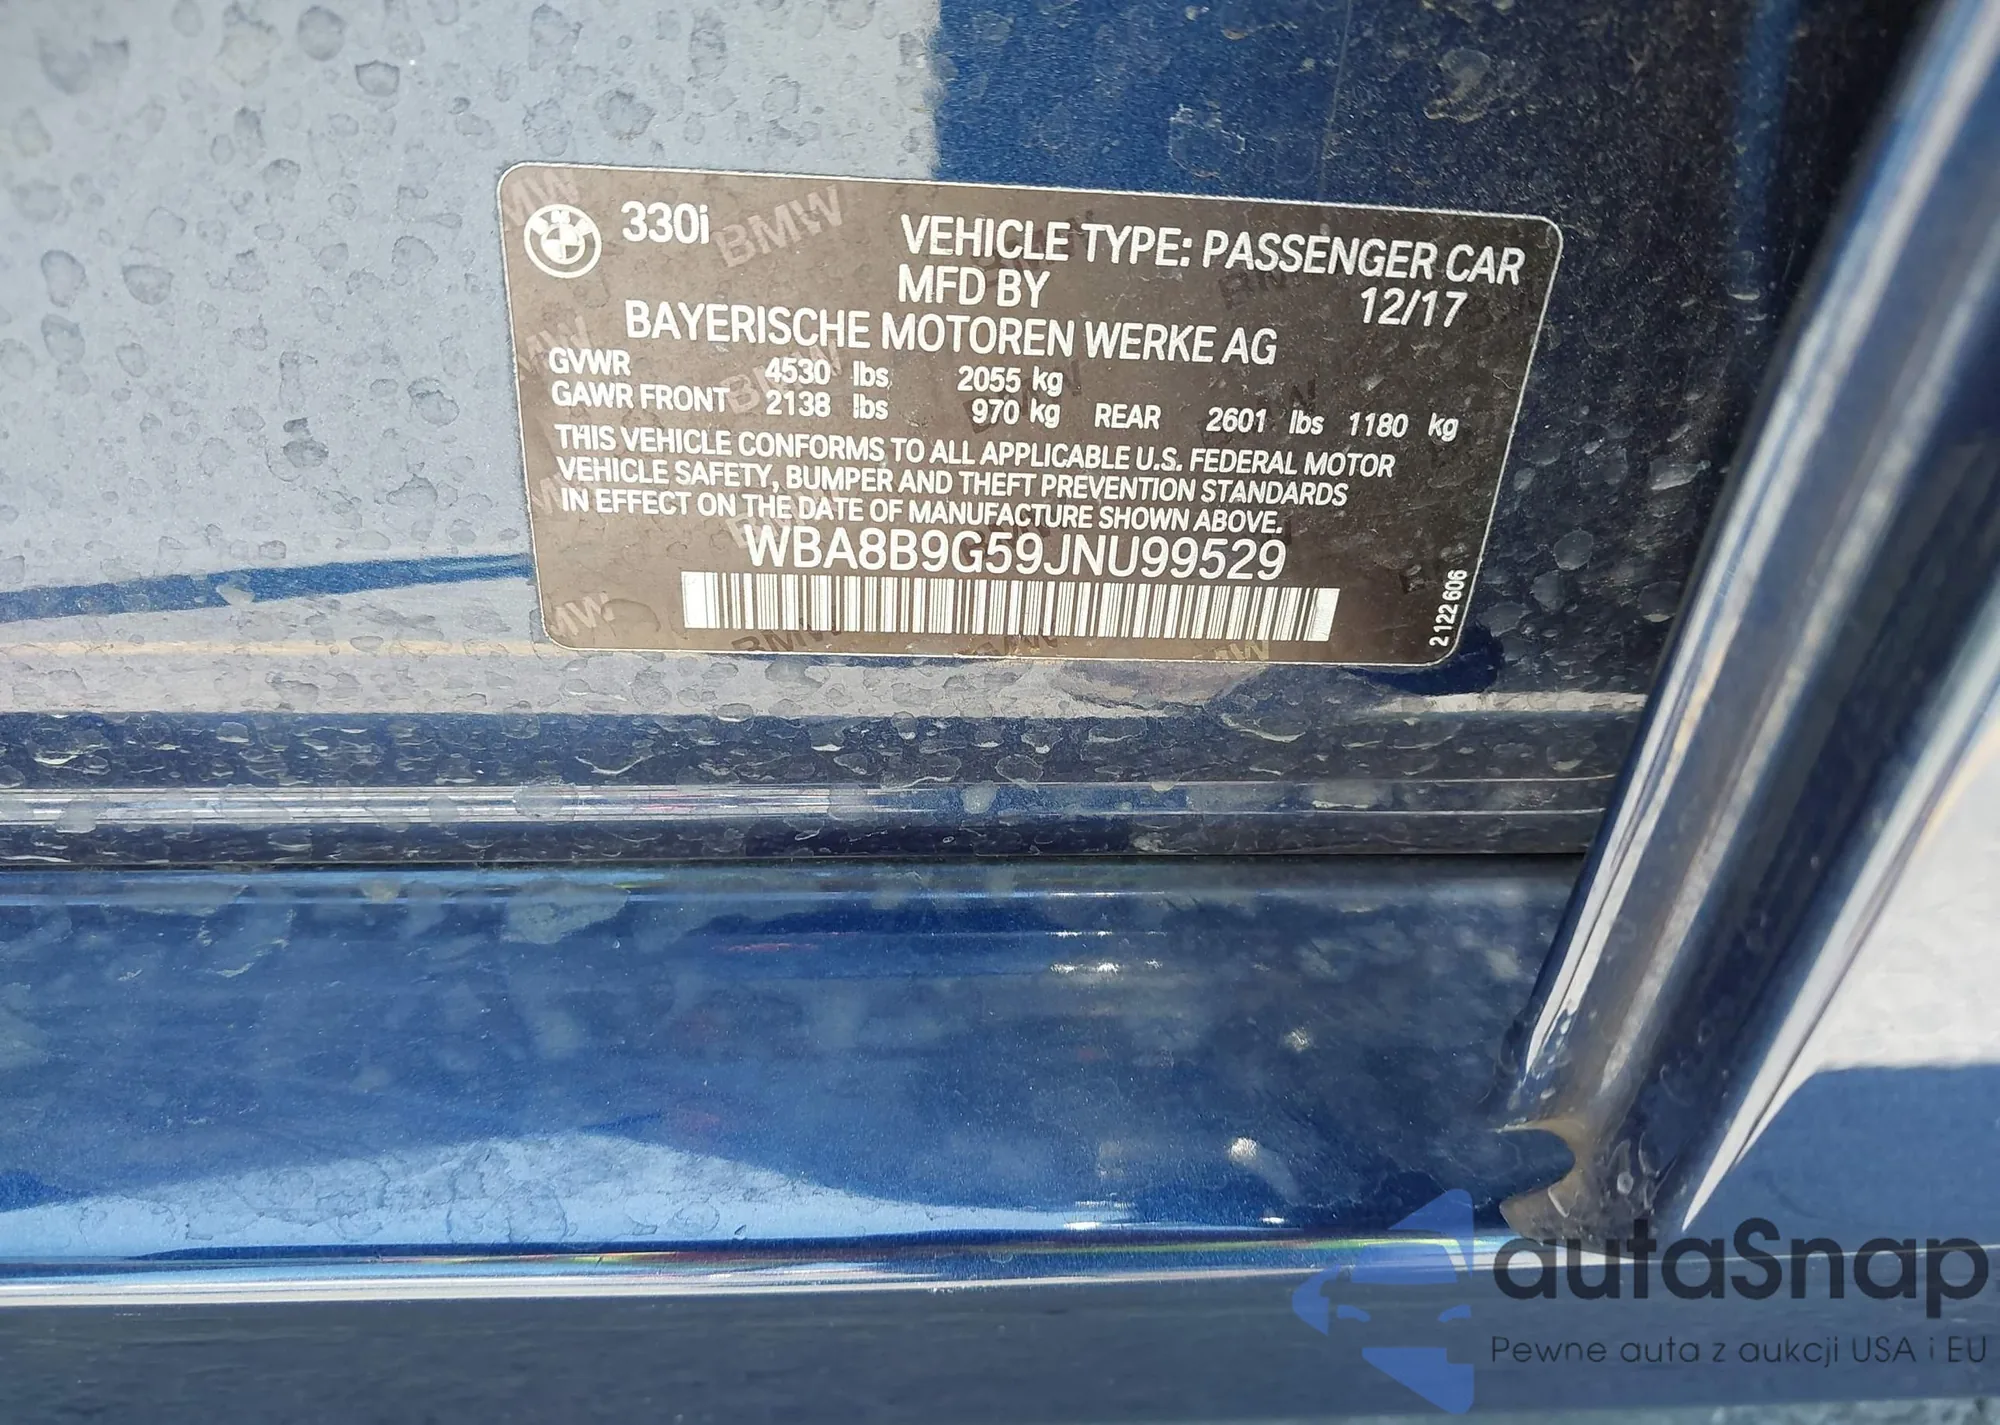 330i
VEHICLE TYPE: PASSENGER CAR
MFD BY 12/17
BAYERISCHE MOTOREN WERKE AG
GVWR 4530 lbs 2055 kg
GAWR FRONT 2138 lbs 970 kg REAR 2601 lbs 1180 kg
THIS VEHICLE CONFORMS TO ALL APPLICABLE U.S. FEDERAL MOTOR
VEHICLE SAFETY, BUMPER AND THEFT PREVENTION STANDARDS
IN EFFECT ON THE DATE OF MANUFACTURE SHOWN ABOVE.
WBA8B9G59JNU99529
2 122 606
BMW
autaSnap
Pewne auta z aukcji USA i EU